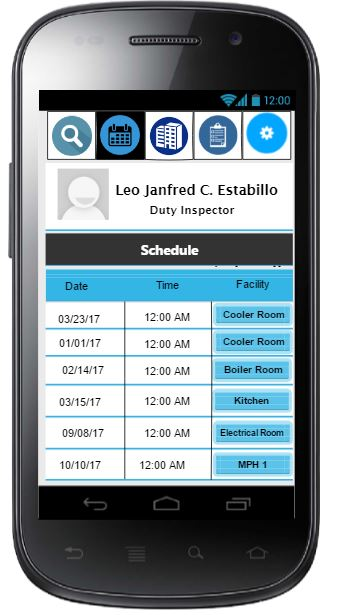 12:00
Leo Janfred C. Estabillo
Duty Inspector
Schedule
Date Time Facility
03/23/17 12:00 AM Cooler Room
01/01/17 12:00 AM Cooler Room
02/14/17 12:00 AM Boiler Room
03/15/17 12:00 AM Kitchen
09/08/17 12:00 AM Electrical Room
10/10/17 12:00 AM MPH 1